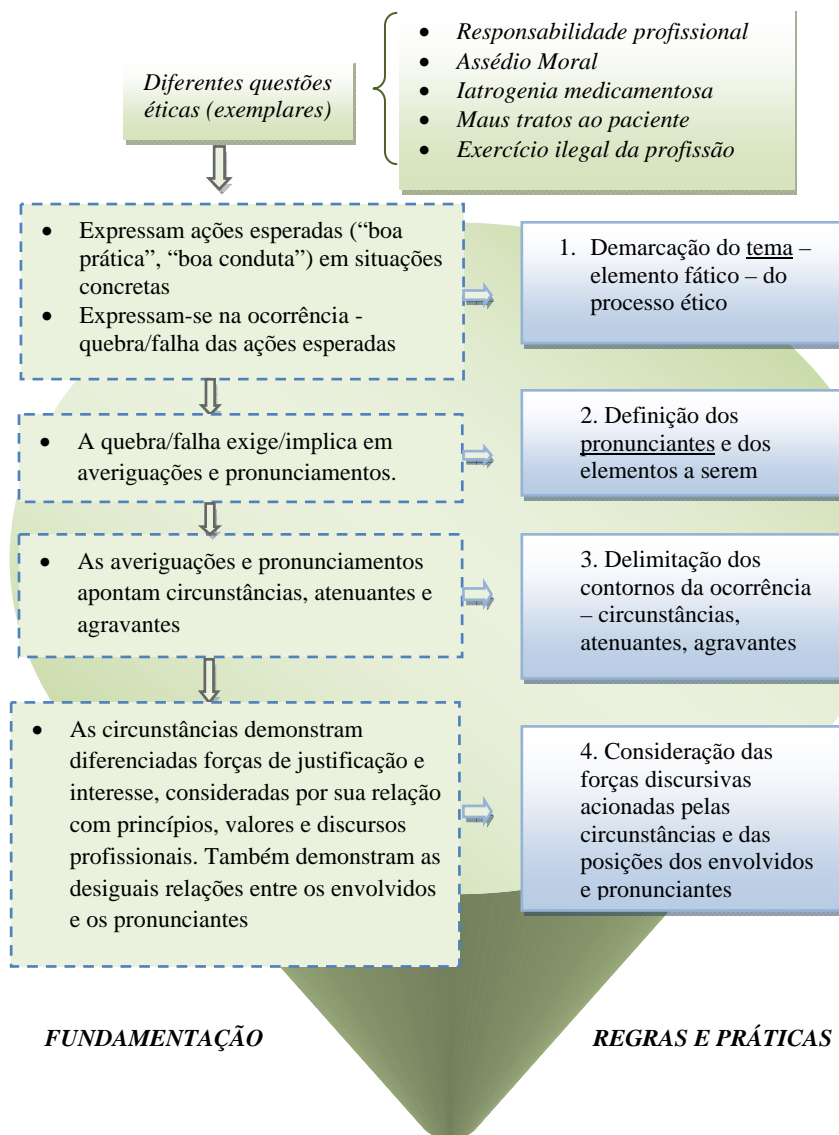 Diferentes questões
éticas (exemplares)
• Responsabilidade profissional
• Assédio Moral
• Iatrogenia medicamentosa
• Maus tratos ao paciente
• Exercício ilegal da profissão
• Expressam ações esperadas (“boa
prática”, “boa conduta”) em situações
concretas
• Expressam-se na ocorrência -
quebra/falha das ações esperadas
1. Demarcação do tema –
elemento fático – do
processo ético
• A quebra/falha exige/implica em
averiguações e pronunciamentos.
2. Definição dos
pronunciantes e dos
elementos a serem
• As averiguações e pronunciamentos
apontam circunstâncias, atenuantes e
agravantes
3. Delimitação dos
contornos da ocorrência
– circunstâncias,
atenuantes, agravantes
• As circunstâncias demonstram
diferenciadas forças de justificação e
interesse, consideradas por sua relação
com princípios, valores e discursos
profissionais. Também demonstram as
desiguais relações entre os envolvidos
e os pronunciantes
4. Consideração das
forças discursivas
acionadas pelas
circunstâncias e das
posições dos envolvidos
e pronunciantes
FUNDAMENTAÇÃO
REGRAS E PRÁTICAS